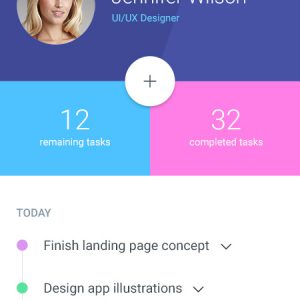 Jennifer Wilson
UI/UX Designer
12
remaining tasks
32
completed tasks
TODAY
Finish landing page concept
Design app illustrations